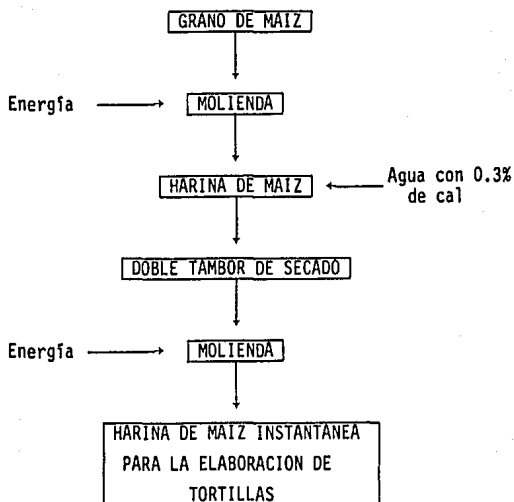 GRANO DE MAIZ
Energía
MOLIENDA
HARINA DE MAIZ
Agua con 0.3%
de cal
DOBLE TAMBOR DE SECADO
Energía
MOLIENDA
HARINA DE MAIZ INSTANTANEA
PARA LA ELABORACION DE
TORTILLAS